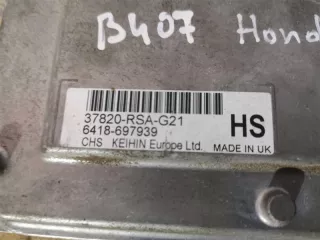 B407 Hond
37820-RSA-G21
6418-697939
HS
CHS KEIHIN Europe Ltd. MADE IN UK